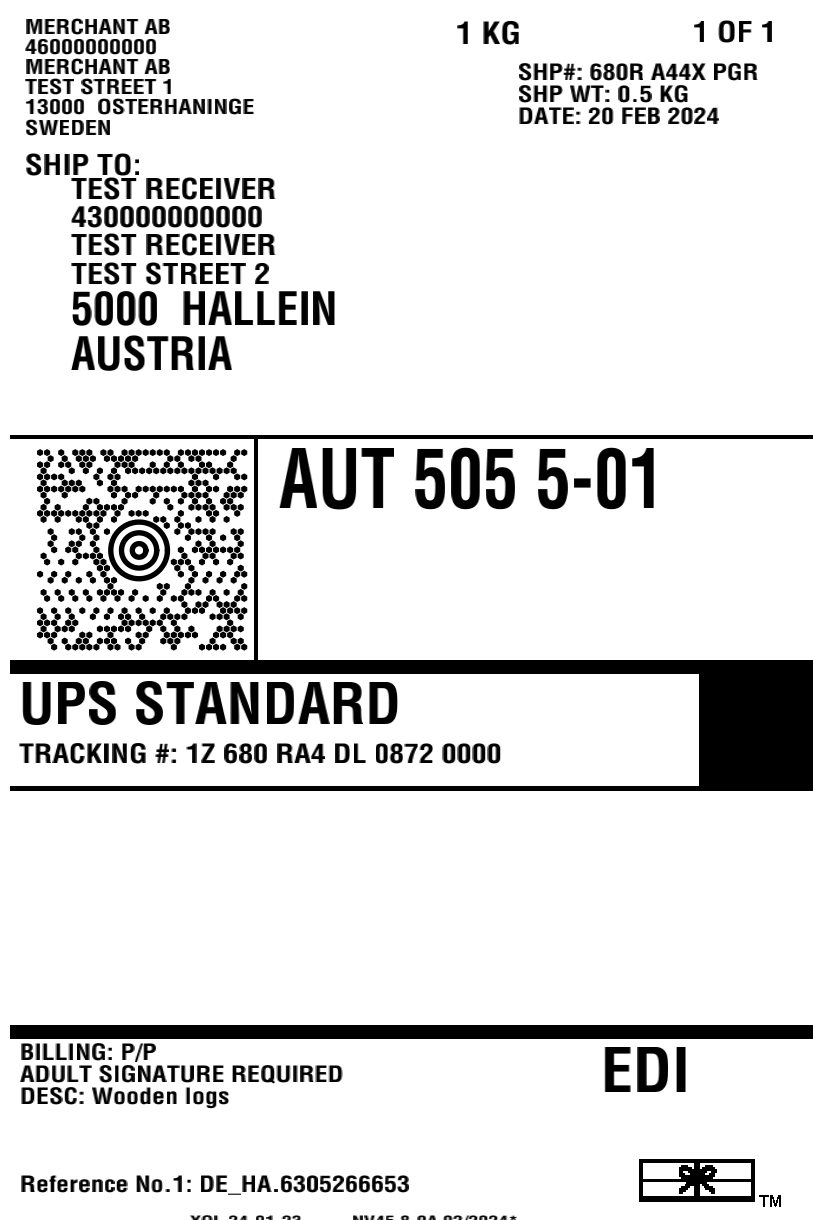 MERCHANT AB
46000000000
MERCHANT AB
TEST STREET 1
13000 OSTERHANINGE
SWEDEN
1 KG
1 OF 1
SHP#: 680R A44X PGR
SHP WT: 0.5 KG
DATE: 20 FEB 2024
SHIP TO:
TEST RECEIVER
430000000000
TEST RECEIVER
TEST STREET 2
5000 HALLEIN
AUSTRIA
AUT 505 5-01
UPS STANDARD
TRACKING #: 1Z 680 RA4 DL 0872 0000
BILLING: P/P
ADULT SIGNATURE REQUIRED
DESC: Wooden logs
EDI
Reference No.1: DE_HA.6305266653
TM